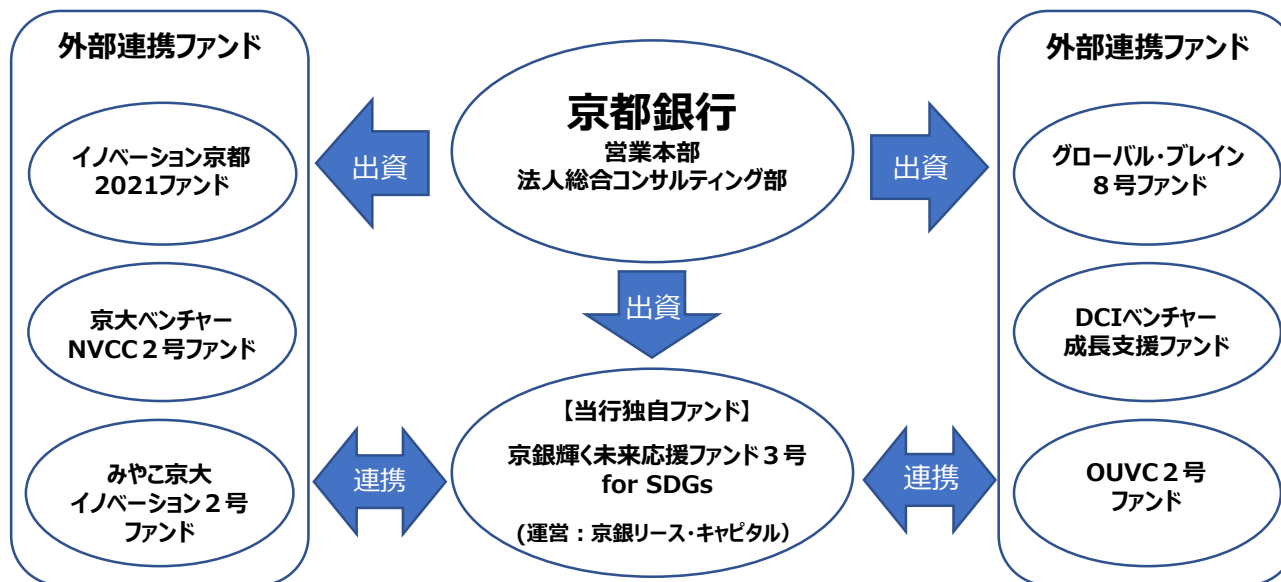 外部連携ファンド
イノベーション京都
2021ファンド
京大ベンチャー
NVCC２号ファンド
みやこ京大
イノベーション２号
ファンド
出資
連携
京都銀行
営業本部
法人総合コンサルティング部
出資
【当行独自ファンド】
京銀輝く未来応援ファンド３号
for SDGs
(運営：京銀リース・キャピタル）
出資
連携
外部連携ファンド
グローバル・ブレイン
８号ファンド
DCIベンチャー
成長支援ファンド
OUVC２号
ファンド